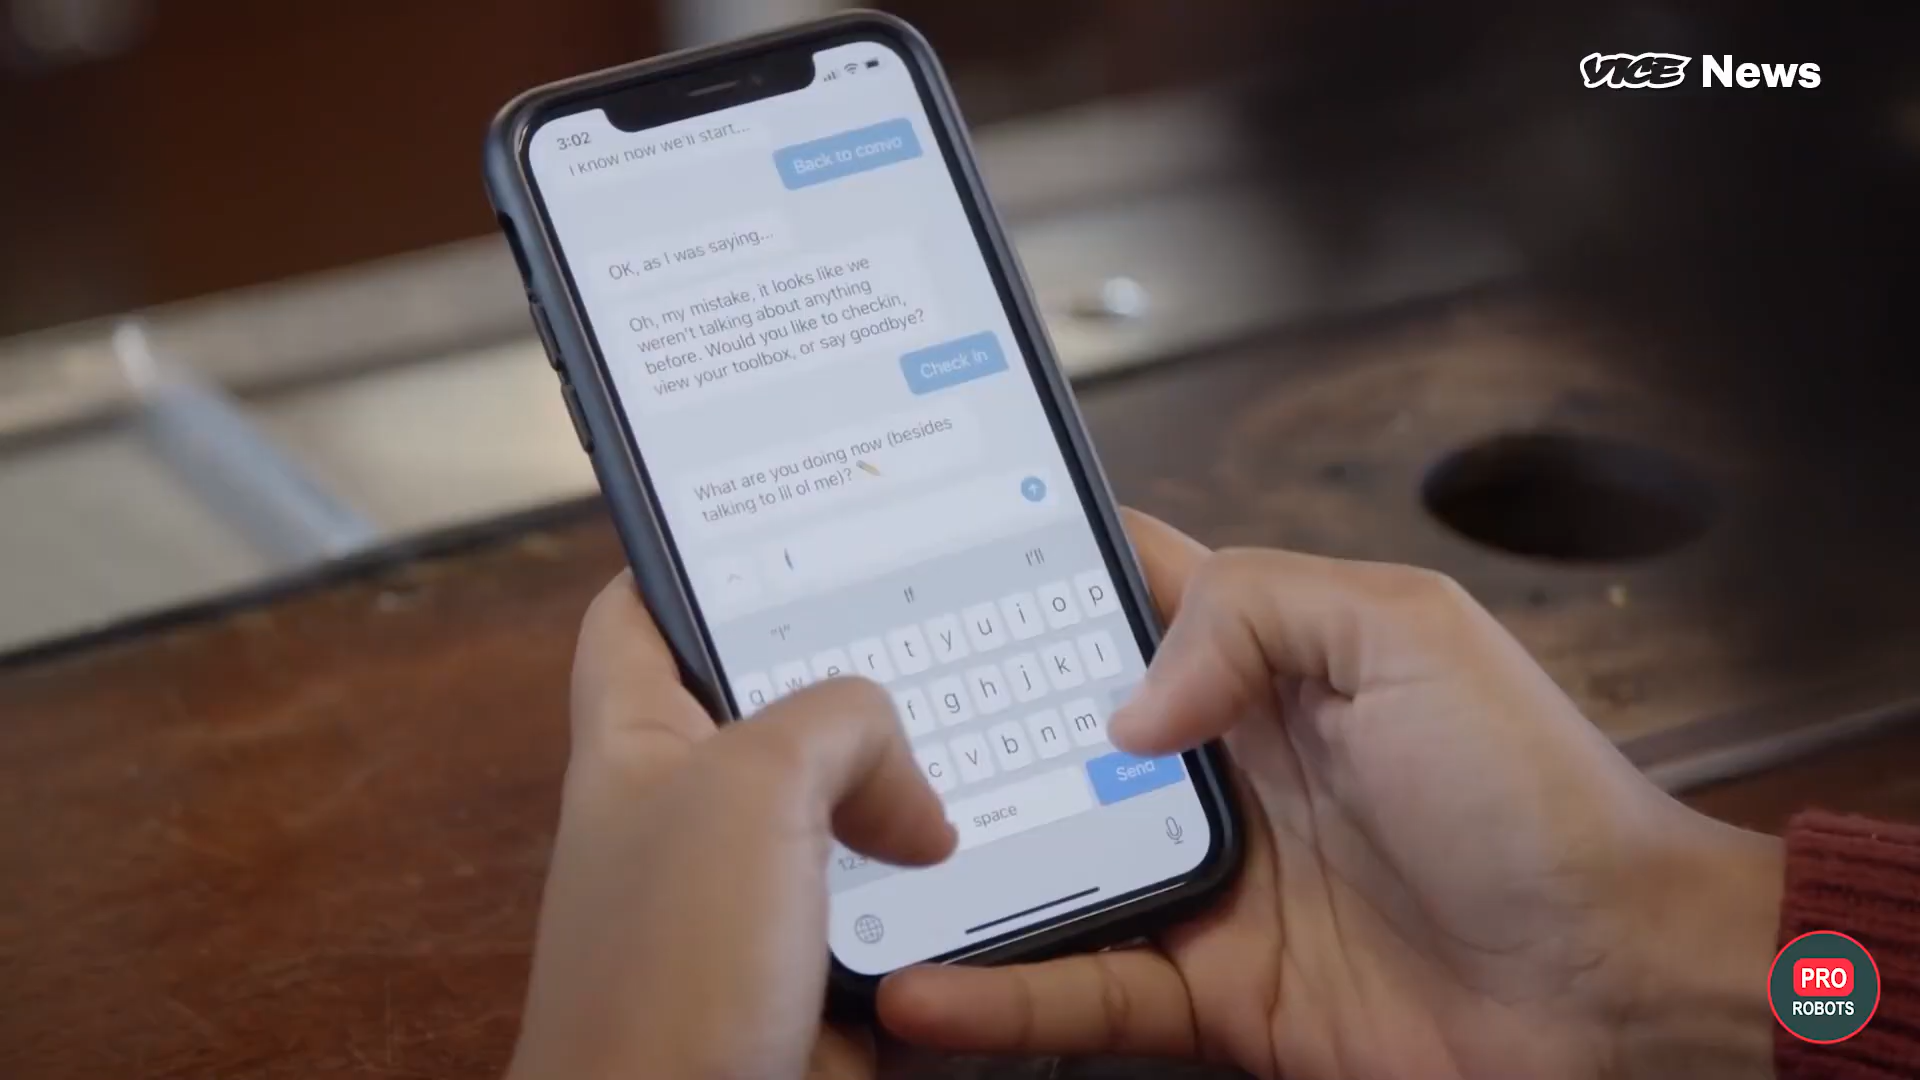 VICE News
3:02
I know now we'll start...
Back to convo
OK, as I was saying...
Oh, my mistake, it looks like we
weren't talking about anything
before. Would you like to checkin,
view your toolbox, or say goodbye?
Check in
What are you doing now (besides
talking to lil ol me)? ✏️
"I" If I'll
q w e r t y u i o p
f g h j k l
c v b n m
123 space Send
PRO
ROBOTS